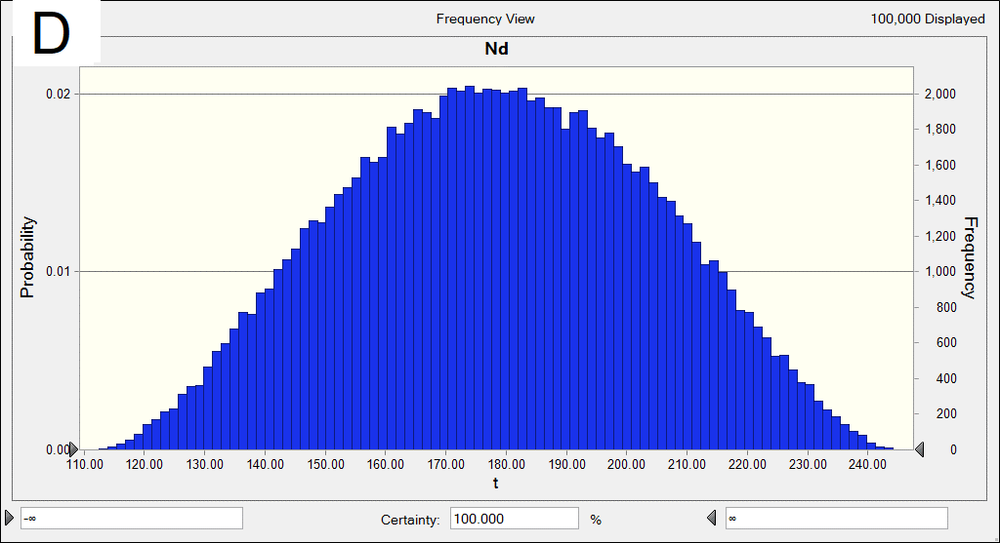 D
Frequency View
100,000 Displayed
Nd
0.02
0.01
0.00
Probability
2,000
1,800
1,600
1,400
1,200
1,000
800
600
400
200
0
Frequency
110.00 120.00 130.00 140.00 150.00 160.00 170.00 180.00 190.00 200.00 210.00 220.00 230.00 240.00
t
-∞ Certainty: 100.000 % ∞